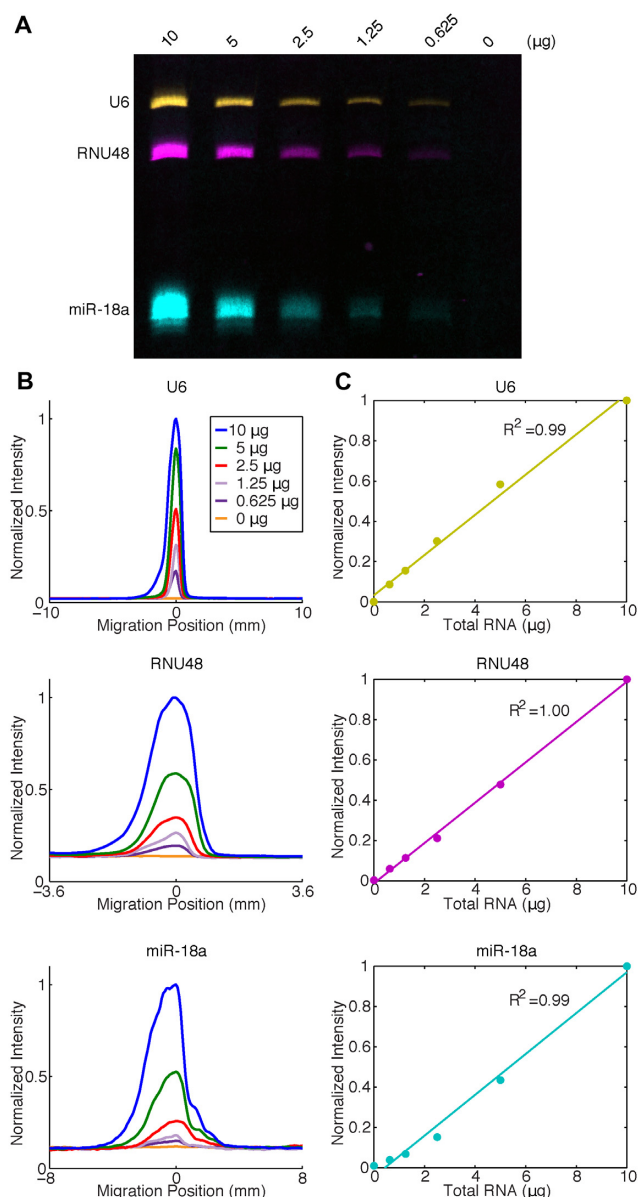 A
10 5 2.5 1.25 0.625 0 (µg)
U6
RNU48
miR-18a
B
U6
Normalized Intensity
1
0.5
0
10 µg
5 µg
2.5 µg
1.25 µg
0.625 µg
0 µg
−10 0 10
Migration Position (mm)
RNU48
Normalized Intensity
1
0.5
0
−3.6 0 3.6
Migration Position (mm)
miR-18a
Normalized Intensity
1
0.5
0
−8 0 8
Migration Position (mm)
C
U6
Normalized Intensity
1
0.8
0.6
0.4
0.2
0
R2 =0.99
0 2 4 6 8 10
Total RNA (µg)
RNU48
Normalized Intensity
1
0.8
0.6
0.4
0.2
0
R2 =1.00
0 2 4 6 8 10
Total RNA (µg)
miR-18a
Normalized Intensity
1
0.8
0.6
0.4
0.2
0
R2 =0.99
0 2 4 6 8 10
Total RNA (µg)